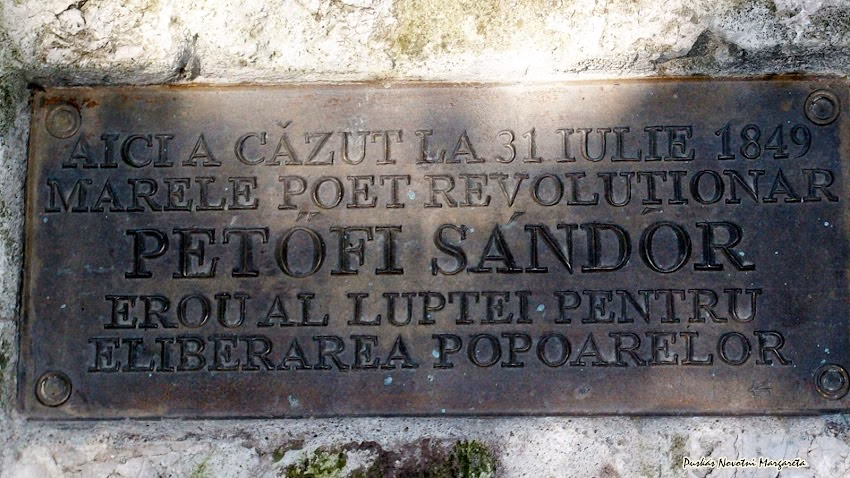 AICI A CĂZUT LA 31 IULIE 1849
MARELE POET REVOLUȚIONAR
PETŐFI SÁNDÓR
EROU AL LUPTEI PENTRU
ELIBERAREA POPOARELOR
Puskas Novotni Margareta